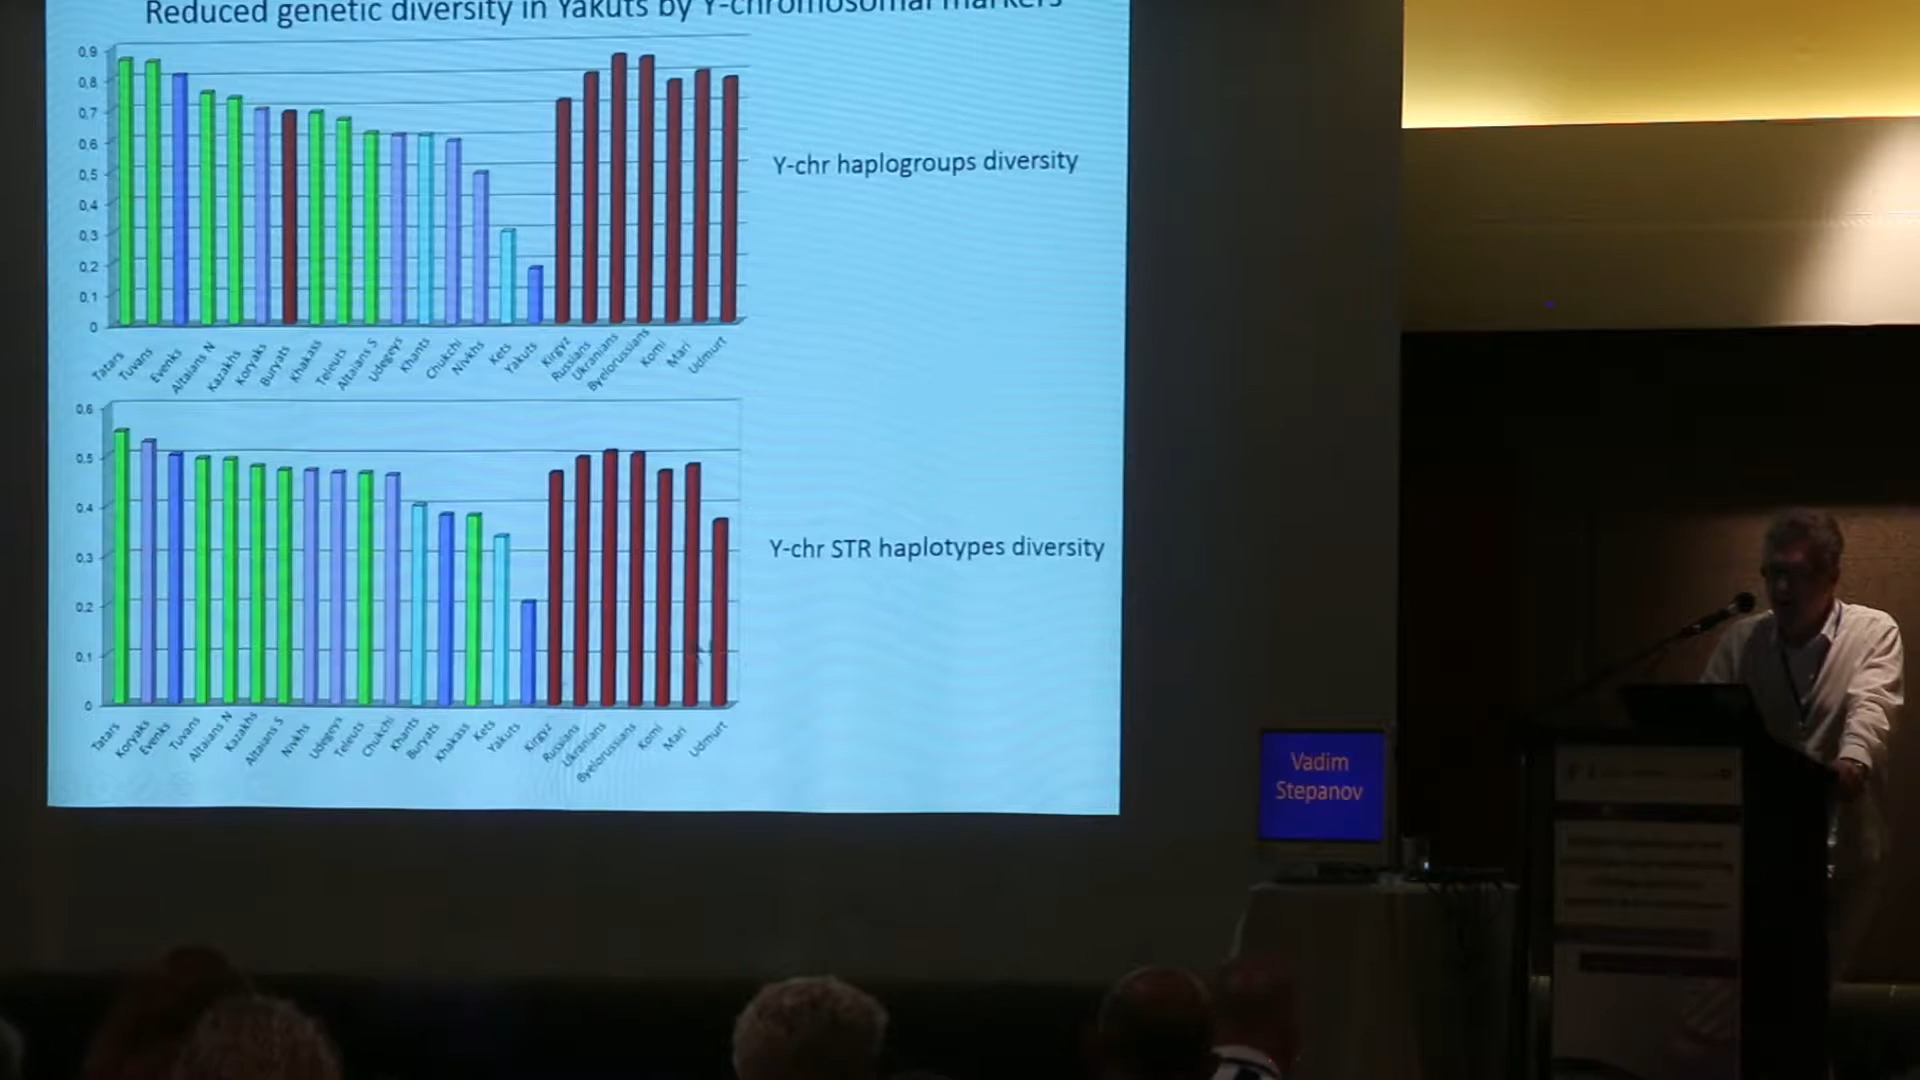 Reduced genetic diversity in Yakuts by Y-chromosomal markers
0,9
0,8
0,7
0,6
0,5
0,4
0,3
0,2
0,1
0
Tatars
Tuvans
Evenks
Altaians N
Kazakhs
Koryaks
Buryats
Khakass
Teleuts
Altaians S
Udegeys
Khants
Chukchi
Nivkhs
Kets
Yakuts
Kirgyz
Russians
Ukranians
Byelorussians
Komi
Mari
Udmurt
Y-chr haplogroups diversity
0,6
0,5
0,4
0,3
0,2
0,1
0
Tatars
Koryaks
Evenks
Tuvans
Altaians N
Kazakhs
Altaians S
Nivkhs
Udegeys
Teleuts
Chukchi
Khants
Buryats
Khakass
Kets
Yakuts
Kirgyz
Russians
Ukranians
Byelorussians
Komi
Mari
Udmurt
Y-chr STR haplotypes diversity
Vadim
Stepanov